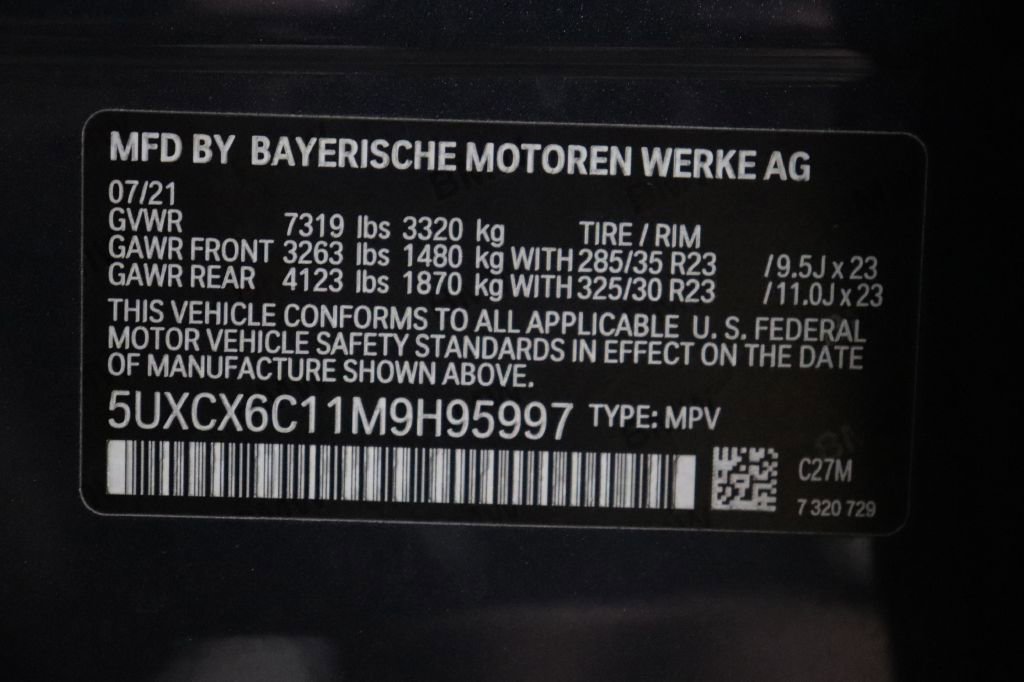 MFD BY BAYERISCHE MOTOREN WERKE AG
07/21
GVWR 7319 lbs 3320 kg TIRE / RIM
GAWR FRONT 3263 lbs 1480 kg WITH 285/35 R23 /9.5J x 23
GAWR REAR 4123 lbs 1870 kg WITH 325/30 R23 /11.0J x 23
THIS VEHICLE CONFORMS TO ALL APPLICABLE U. S. FEDERAL
MOTOR VEHICLE SAFETY STANDARDS IN EFFECT ON THE DATE
OF MANUFACTURE SHOWN ABOVE.
5UXCX6C11M9H95997 TYPE: MPV
C27M
7 320 729